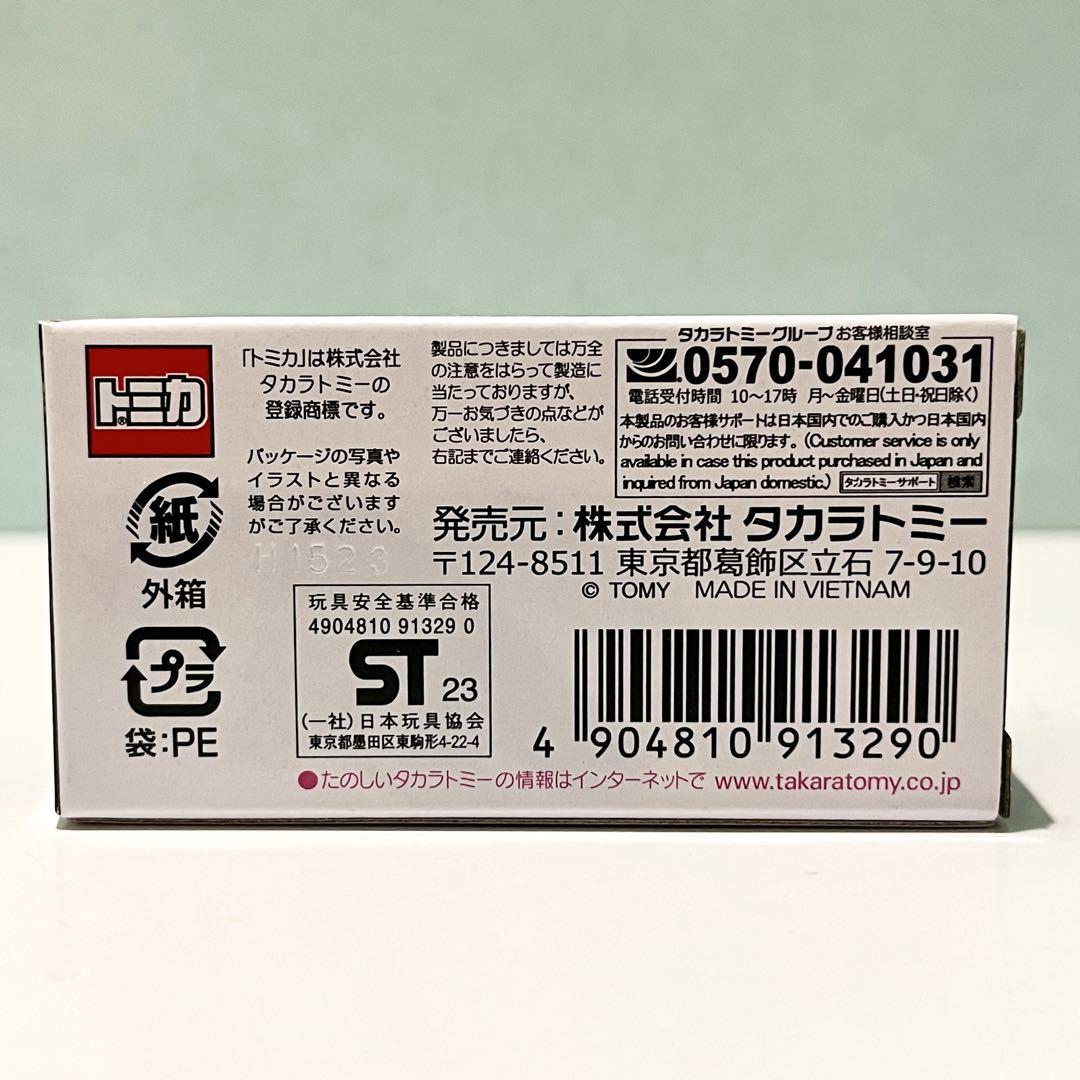 トミカ®
「トミカ」は株式会社
タカラトミーの
登録商標です。
パッケージの写真や
イラストと異なる
場合がございます
がご了承ください。
H1523
製品につきましては万全
の注意をはらって製造に
当たっておりますが、
万一お気づきの点などが
ございましたら、
右記までご連絡ください。
タカラトミーグループお客様相談室
0570-041031
電話受付時間 10〜17時 月〜金曜日(土日・祝日除く)
本製品のお客様サポートは日本国内でのご購入かつ日本国内
からのお問い合わせに限ります。(Customer service is only
available in case this product purchased in Japan and
inquired from Japan domestic.) タカラトミーサポート 検索
発売元:株式会社 タカラトミー
〒124-8511 東京都葛飾区立石 7-9-10
© TOMY MADE IN VIETNAM
紙
外箱
プラ
袋:PE
玩具安全基準合格
4904810 91329 0
ST 23
(一社)日本玩具協会
東京都墨田区東駒形4-22-4
4 904810 913290
●たのしいタカラトミーの情報はインターネットで www.takaratomy.co.jp